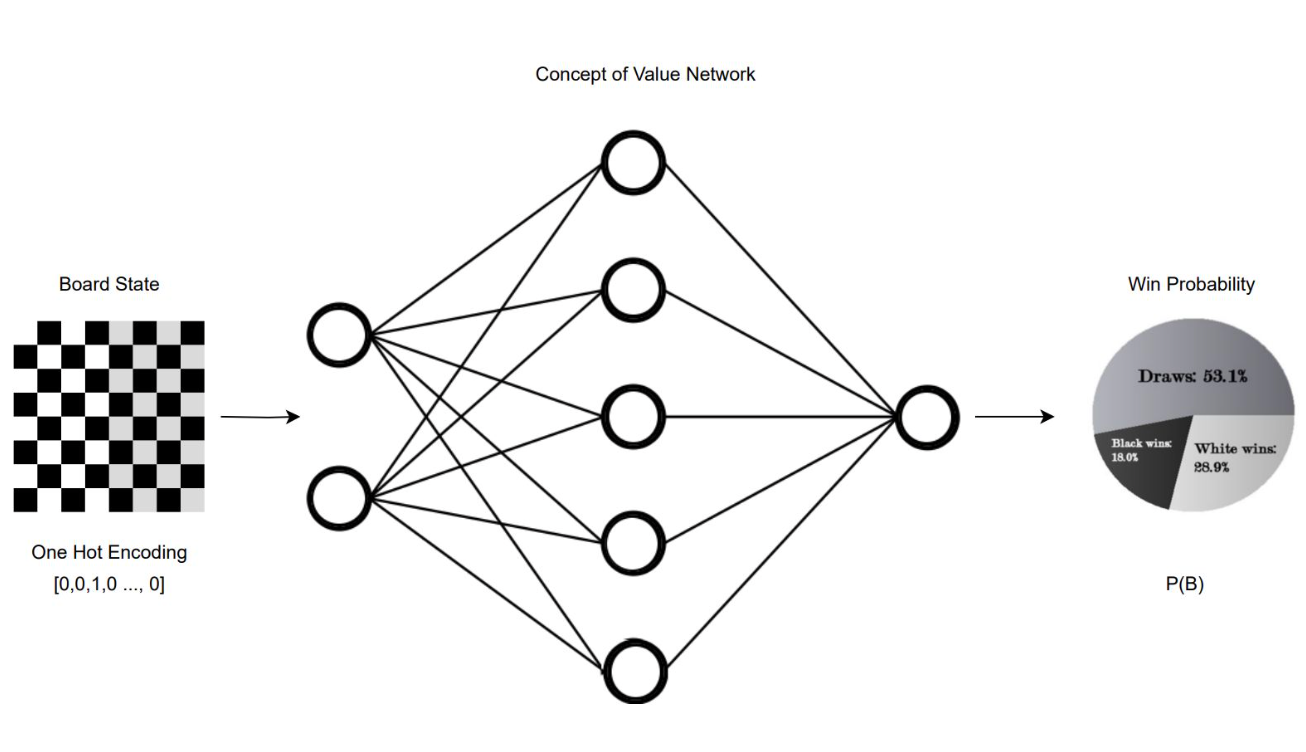 Concept of Value Network
Board State
One Hot Encoding
[0,0,1,0 ..., 0]
Win Probability
Draws: 53.1%
Black wins:
18.0%
White wins:
28.9%
P(B)